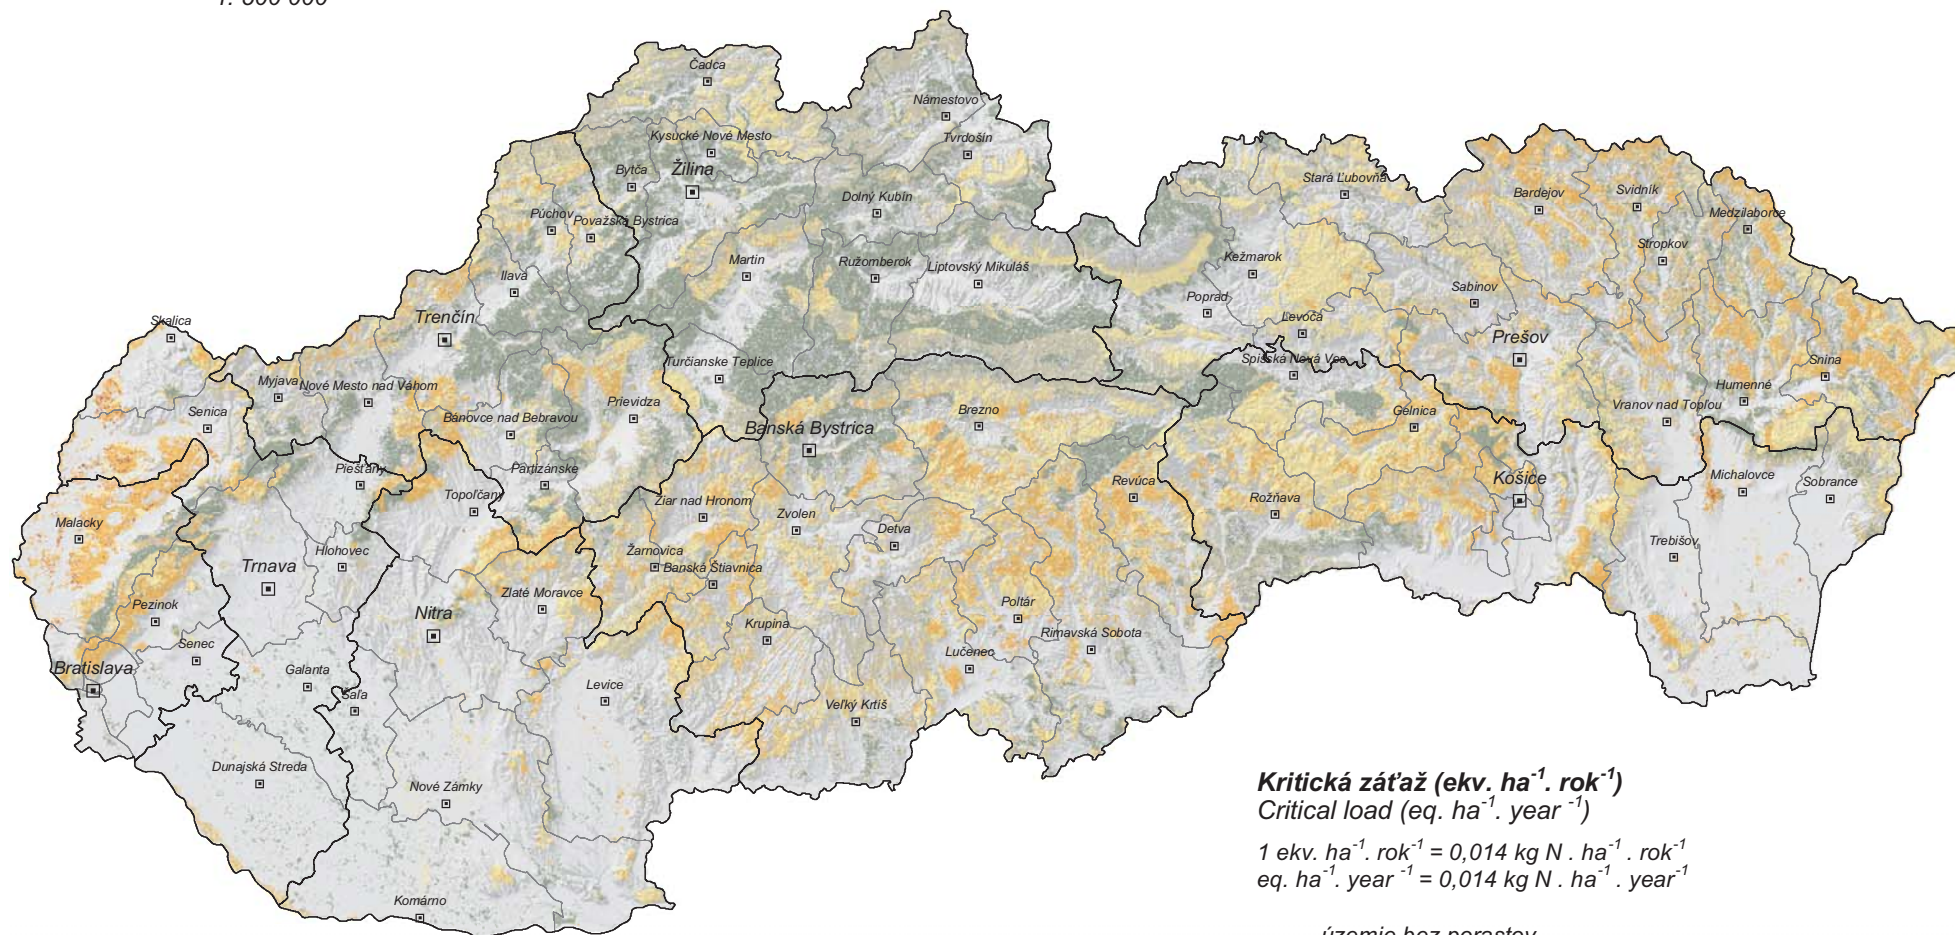 1: 500 000
Čadca
Námestovo
Kysucké Nové Mesto
Tvrdošín
Bytča
Žilina
Dolný Kubín
Stará Ľubovňa
Bardejov
Svidník
Medzilaborce
Púchov
Považská Bystrica
Stropkov
Martin
Ružomberok
Liptovský Mikuláš
Kežmarok
Ilava
Sabinov
Poprad
Skalica
Trenčín
Levoča
Prešov
Turčianske Teplice
Spišská Nová Ves
Snina
Myjava
Nové Mesto nad Váhom
Humenné
Senica
Bánovce nad Bebravou
Prievidza
Brezno
Gelnica
Vranov nad Topľou
Banská Bystrica
Piešťany
Partizánske
Revúca
Košice
Michalovce
Sobrance
Topoľčany
Žiar nad Hronom
Rožňava
Malacky
Zvolen
Detva
Hlohovec
Žarnovica
Trebišov
Trnava
Banská Štiavnica
Pezinok
Nitra
Zlaté Moravce
Poltár
Krupina
Rimavská Sobota
Senec
Lučenec
Bratislava
Galanta
Šaľa
Levice
Veľký Krtíš
Dunajská Streda
Nové Zámky
Komárno
Kritická záťaž (ekv. ha⁻¹. rok⁻¹)
Critical load (eq. ha⁻¹. year ⁻¹)
1 ekv. ha⁻¹. rok⁻¹ = 0,014 kg N . ha⁻¹ . rok⁻¹
eq. ha⁻¹. year ⁻¹ = 0,014 kg N . ha⁻¹ . year⁻¹
územie bez porastov